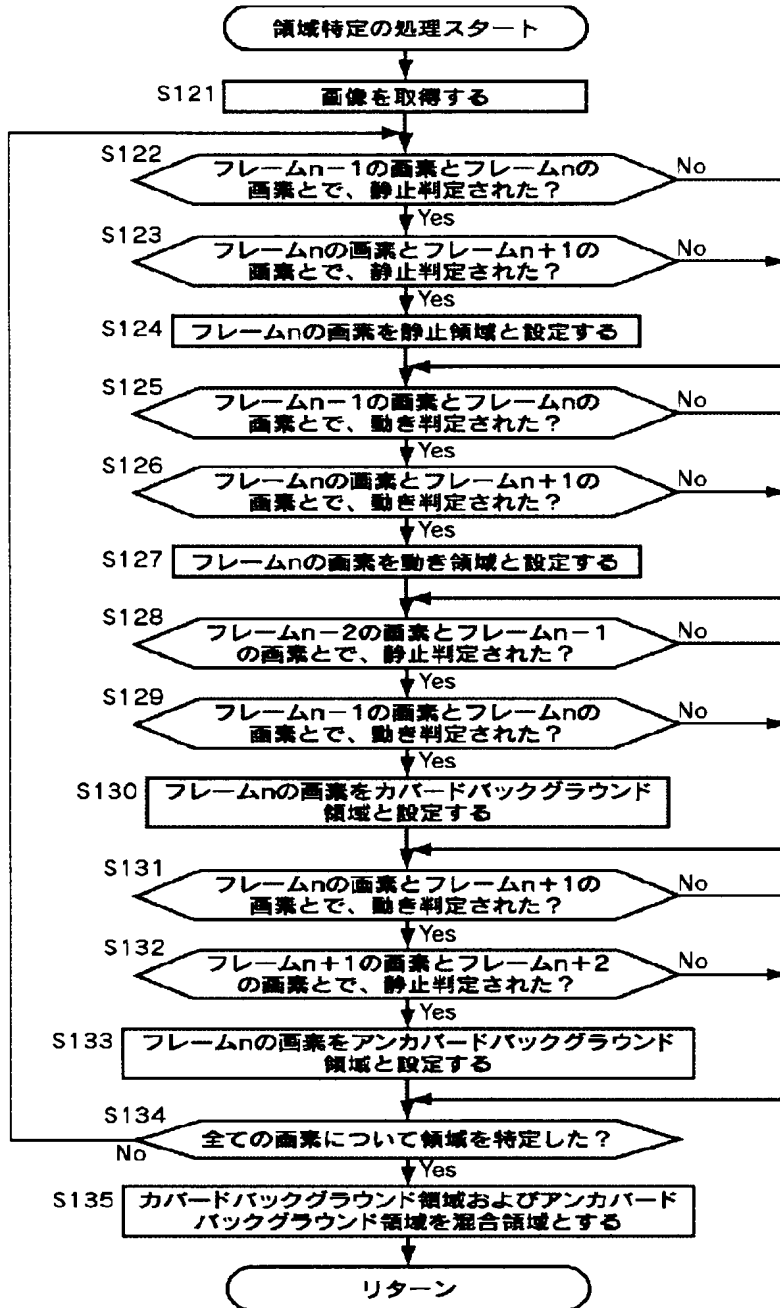 領域特定の処理スタート
S121
画像を取得する
S122
フレームn−1の画素とフレームnの
画素とで、静止判定された?
No
Yes
S123
フレームnの画素とフレームn+1の
画素とで、静止判定された?
No
Yes
S124
フレームnの画素を静止領域と設定する
S125
フレームn−1の画素とフレームnの
画素とで、動き判定された?
No
Yes
S126
フレームnの画素とフレームn+1の
画素とで、動き判定された?
No
Yes
S127
フレームnの画素を動き領域と設定する
S128
フレームn−2の画素とフレームn−1
の画素とで、静止判定された?
No
Yes
S129
フレームn−1の画素とフレームnの
画素とで、動き判定された?
No
Yes
S130
フレームnの画素をカバードバックグラウンド
領域と設定する
S131
フレームnの画素とフレームn+1の
画素とで、動き判定された?
No
Yes
S132
フレームn+1の画素とフレームn+2
の画素とで、静止判定された?
No
Yes
S133
フレームnの画素をアンカバードバックグラウンド
領域と設定する
S134
全ての画素について領域を特定した?
No
Yes
S135
カバードバックグラウンド領域およびアンカバード
バックグラウンド領域を混合領域とする
リターン